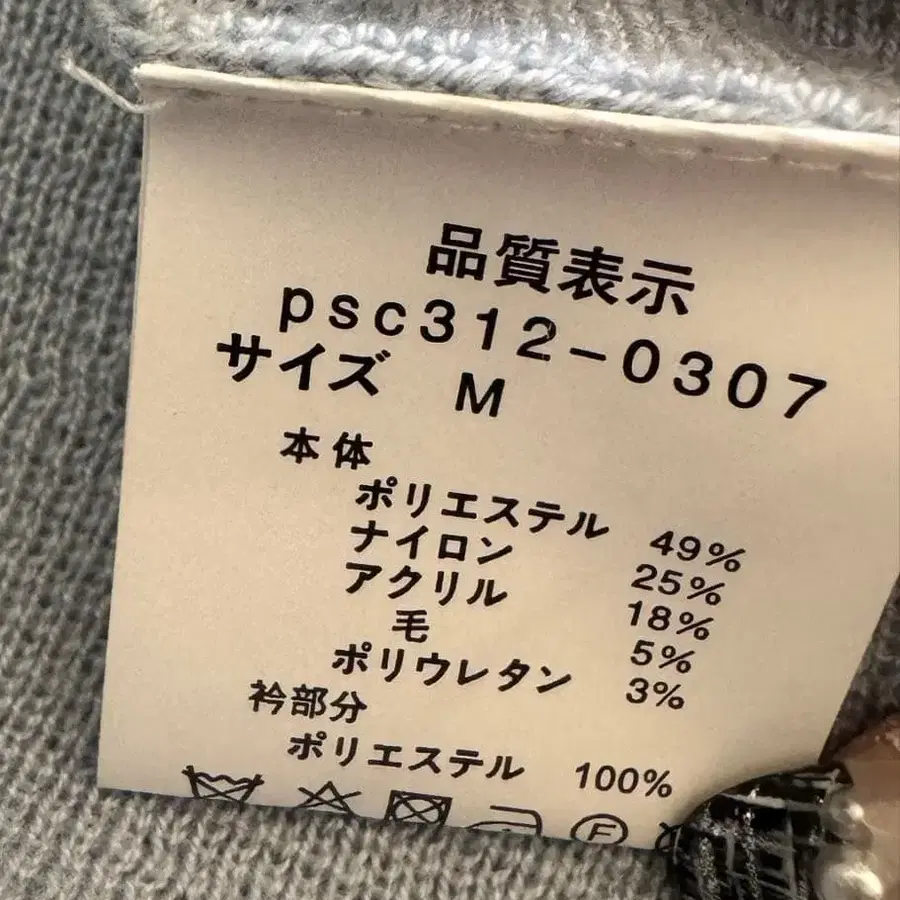 品質表示
psc312-0307
サイズ M
本体
ポリエステル 49%
ナイロン 25%
アクリル 18%
毛 5%
ポリウレタン 3%
衿部分
ポリエステル 100%
F